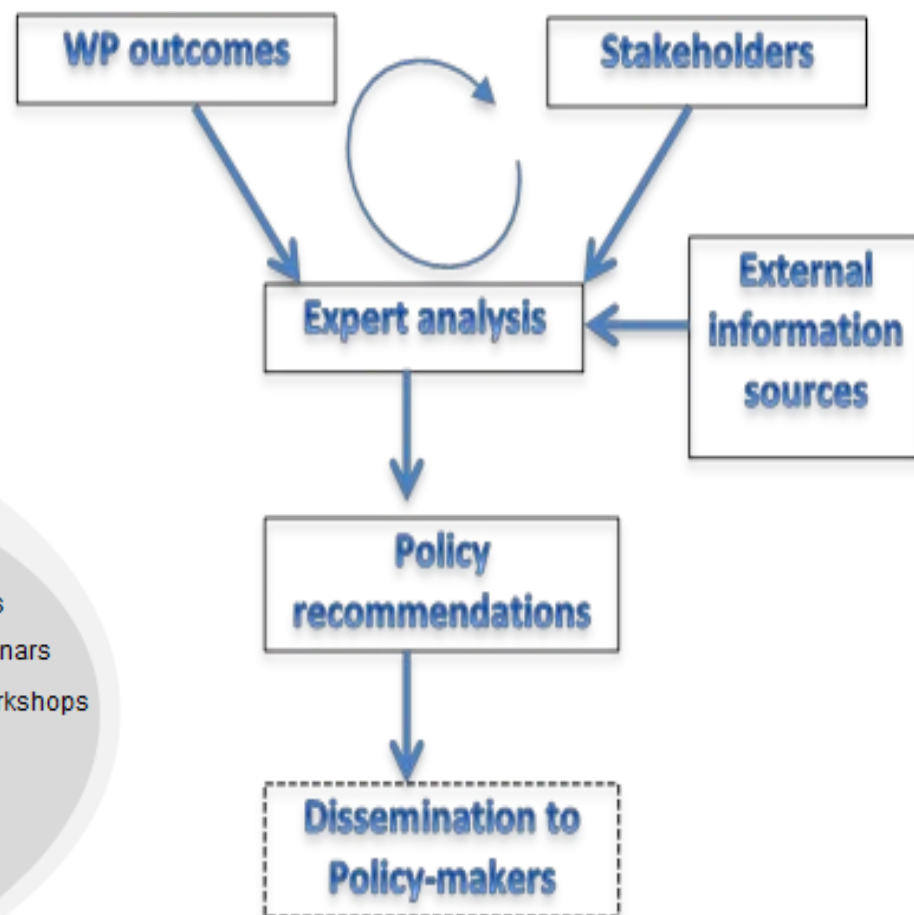 WP outcomes
Stakeholders
Expert analysis
External
information
sources
Policy
recommendations
Dissemination to
Policy-makers